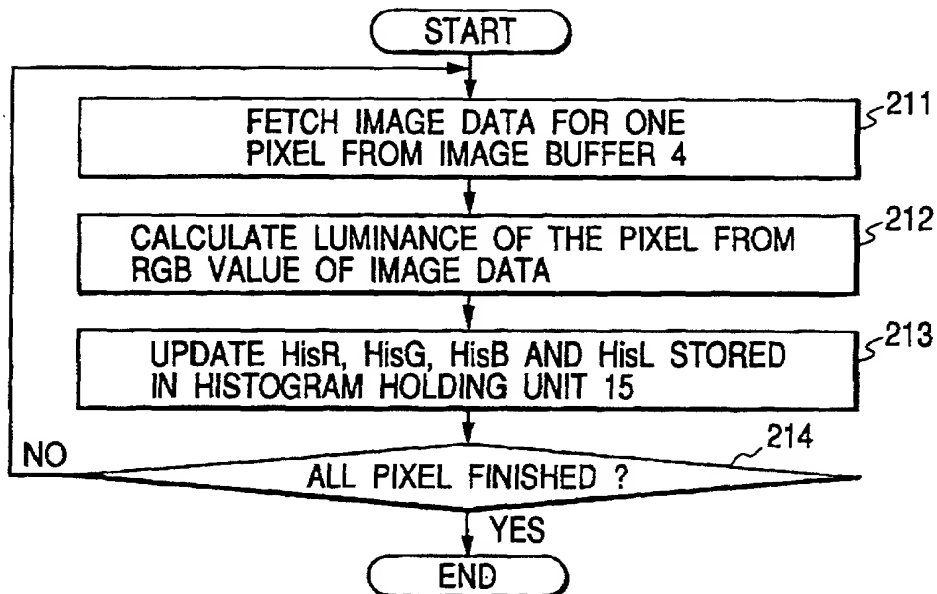 START
FETCH IMAGE DATA FOR ONE
PIXEL FROM IMAGE BUFFER 4
211
CALCULATE LUMINANCE OF THE PIXEL FROM
RGB VALUE OF IMAGE DATA
212
UPDATE HisR, HisG, HisB AND HisL STORED
IN HISTOGRAM HOLDING UNIT 15
213
NO
ALL PIXEL FINISHED ?
214
YES
END